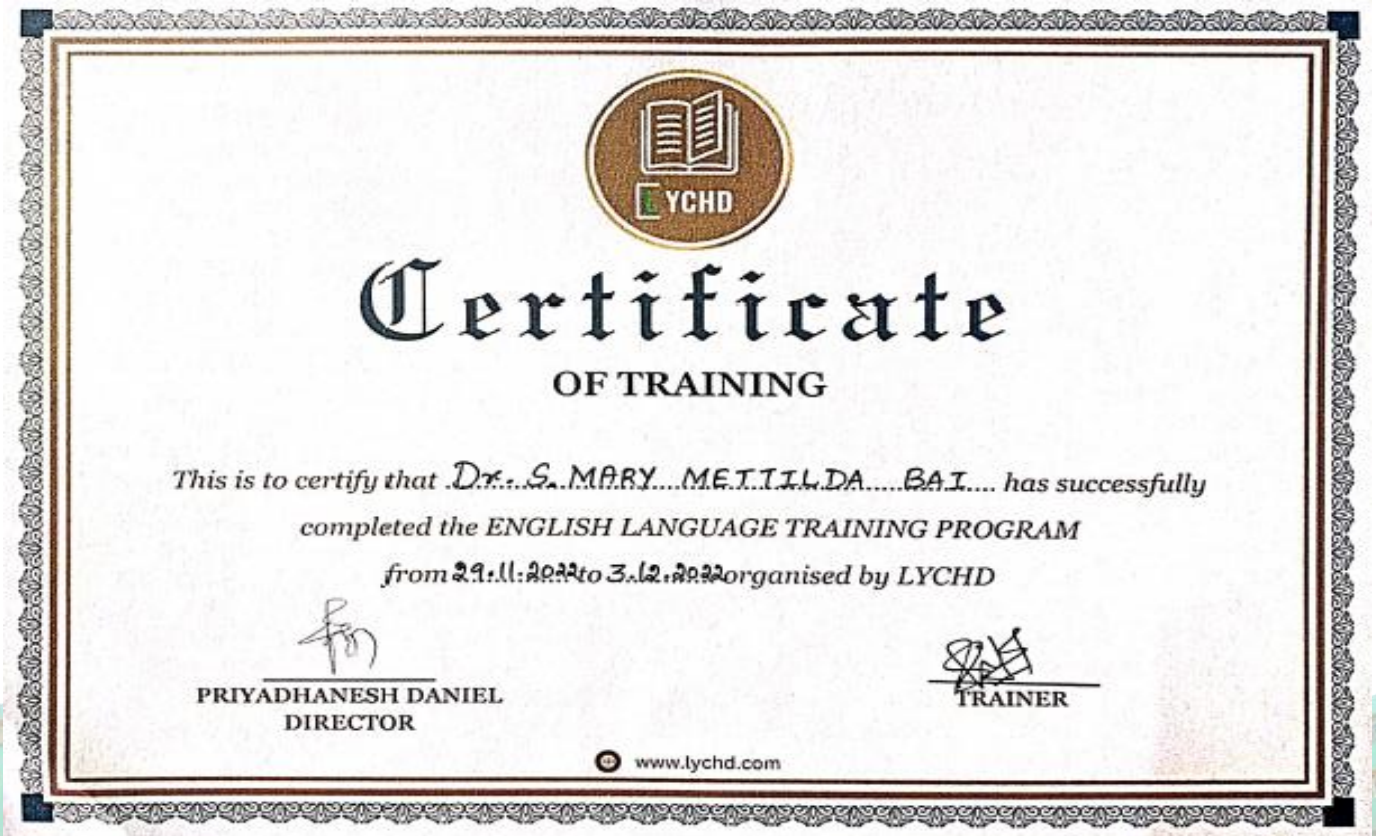 LYCHD
Certificate
OF TRAINING
This is to certify that Dr. S. MARY METTILDA BAI has successfully
completed the ENGLISH LANGUAGE TRAINING PROGRAM
from 29.11.2022 to 3.12.2022 organised by LYCHD
PRIYADHANESH DANIEL
DIRECTOR
TRAINER
www.lychd.com